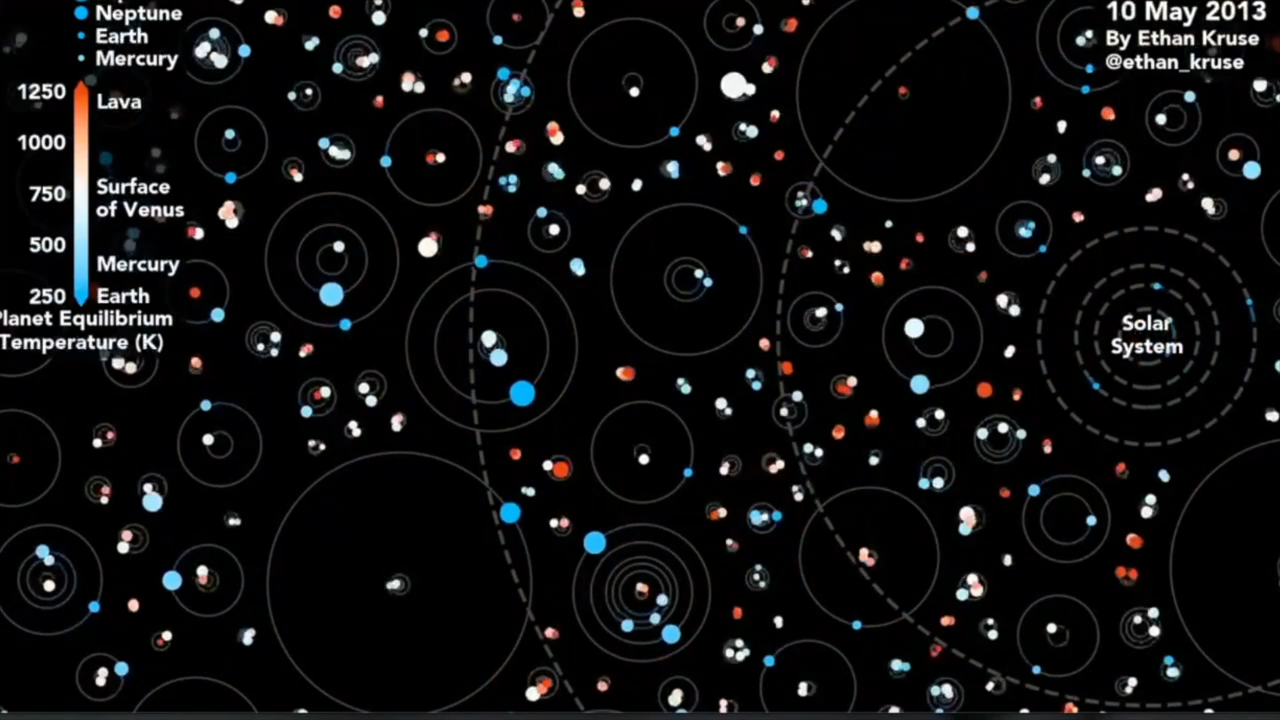 Neptune
Earth
Mercury
1250
Lava
1000
750
Surface
of Venus
500
Mercury
250
Earth
Planet Equilibrium
Temperature (K)
10 May 2013
By Ethan Kruse
@ethan_kruse
Solar
System